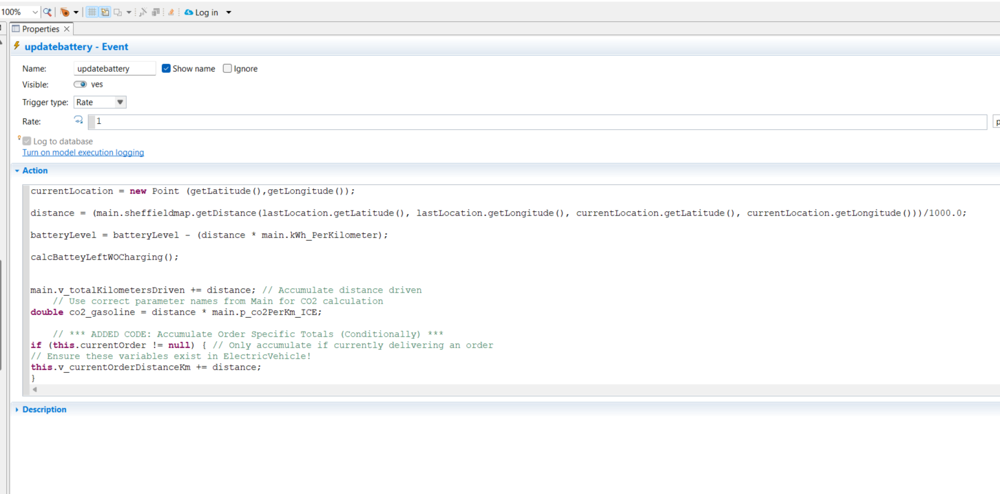 100%
Log in
Properties
updatebattery - Event
Name: updatebattery Show name Ignore
Visible: yes
Trigger type: Rate
Rate: 1
Log to database
Turn on model execution logging
Action
currentLocation = new Point (getLatitude(),getLongitude());
distance = (main.sheffieldmap.getDistance(lastLocation.getLatitude(), lastLocation.getLongitude(), currentLocation.getLatitude(), currentLocation.getLongitude()))/1000.0;
batteryLevel = batteryLevel - (distance * main.kWh_PerKilometer);
calcBatteyLeftWOCharging();
main.v_totalKilometersDriven += distance; // Accumulate distance driven
// Use correct parameter names from Main for CO2 calculation
double co2_gasoline = distance * main.p_co2PerKm_ICE;
// *** ADDED CODE: Accumulate Order Specific Totals (Conditionally) ***
if (this.currentOrder != null) { // Only accumulate if currently delivering an order
// Ensure these variables exist in ElectricVehicle!
this.v_currentOrderDistanceKm += distance;
}
Description